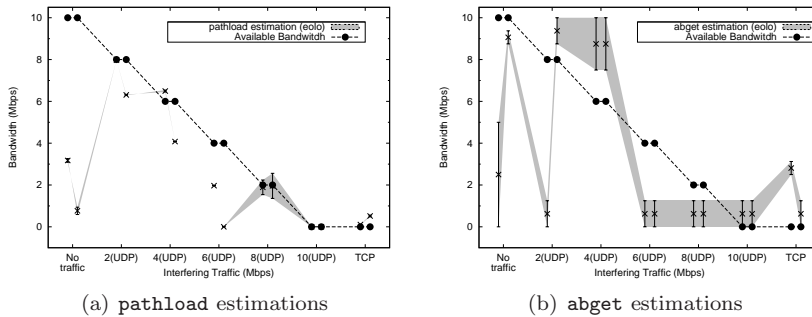 pathload estimation (eolo)
Available Bandwitdh
Bandwidth (Mbps)
10
8
6
4
2
0
No traffic
2(UDP)
4(UDP)
6(UDP)
8(UDP)
10(UDP)
TCP
Interfering Traffic (Mbps)
(a) pathload estimations
abget estimation (eolo)
Available Bandwitdh
Bandwidth (Mbps)
10
8
6
4
2
0
No traffic
2(UDP)
4(UDP)
6(UDP)
8(UDP)
10(UDP)
TCP
Interfering Traffic (Mbps)
(b) abget estimations